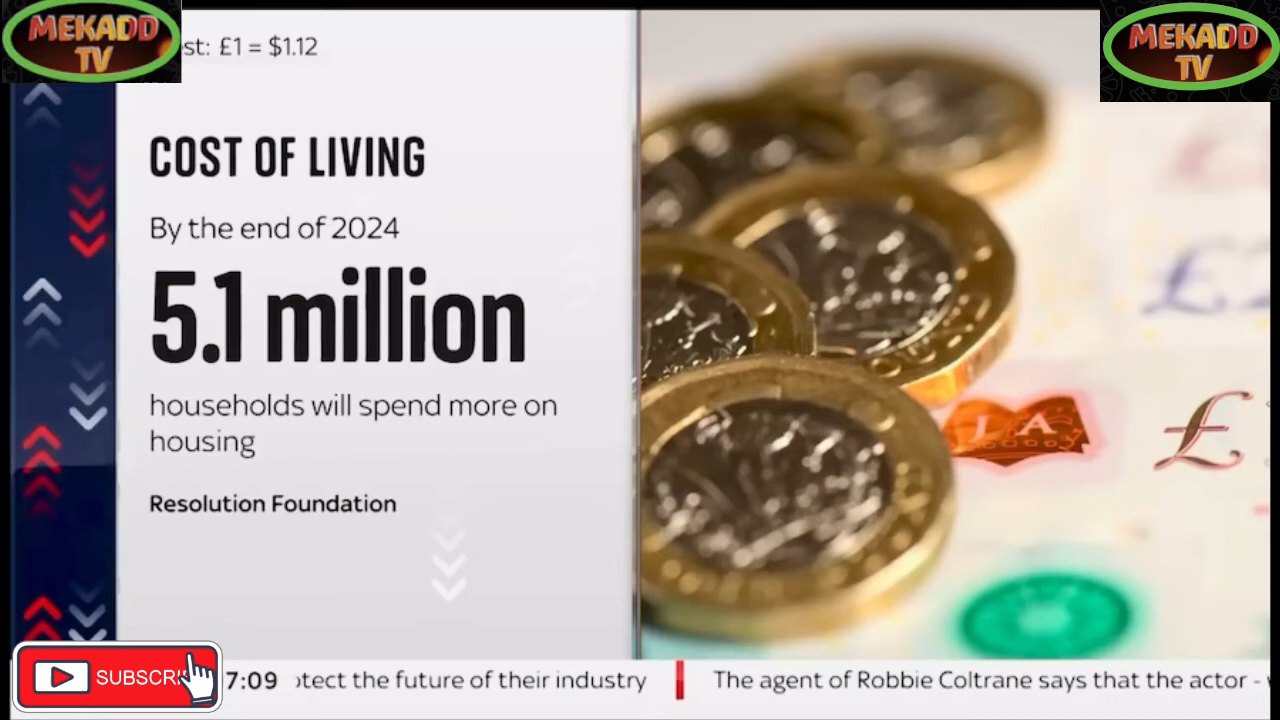 MEKADD
TV
MEKADD
TV
st: £1 = $1.12
COST OF LIVING
By the end of 2024
5.1 million
households will spend more on
housing
Resolution Foundation
J A
£
£
SUBSCRI
7:09
tect the future of their industry
The agent of Robbie Coltrane says that the actor -